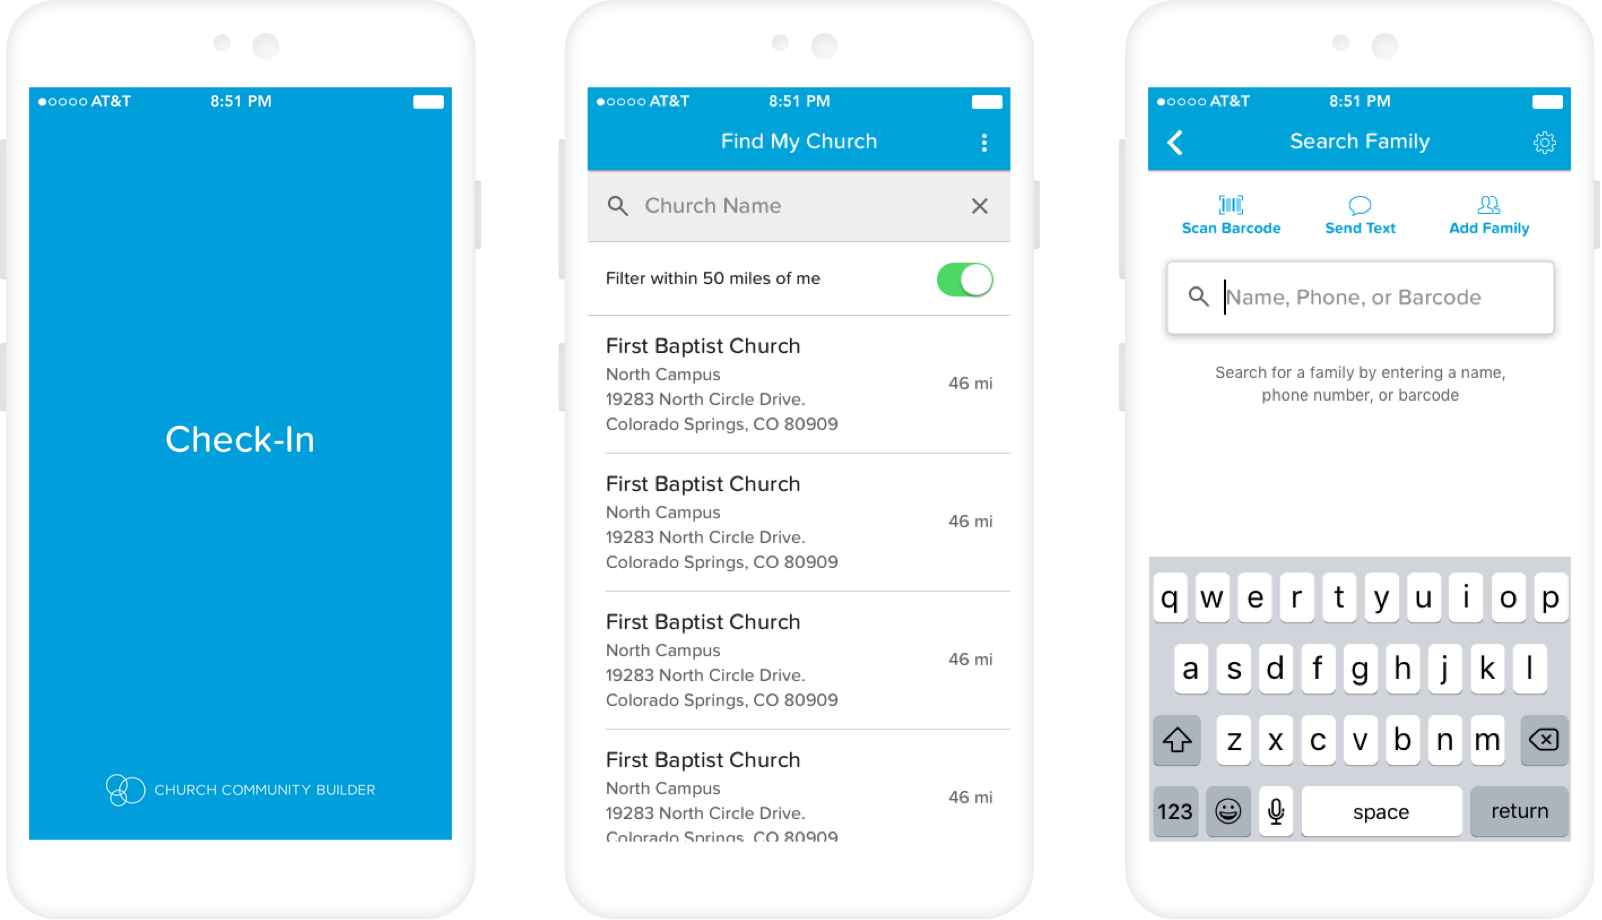 AT&T 8:51 PM
Check-In
CHURCH COMMUNITY BUILDER
AT&T 8:51 PM
Find My Church
Church Name
Filter within 50 miles of me
First Baptist Church
North Campus
46 mi
19283 North Circle Drive.
Colorado Springs, CO 80909
First Baptist Church
North Campus
46 mi
19283 North Circle Drive.
Colorado Springs, CO 80909
First Baptist Church
North Campus
46 mi
19283 North Circle Drive.
Colorado Springs, CO 80909
First Baptist Church
North Campus
46 mi
19283 North Circle Drive.
Colorado Springs, CO 80909
AT&T 8:51 PM
Search Family
Scan Barcode Send Text Add Family
Name, Phone, or Barcode
Search for a family by entering a name,
phone number, or barcode
q w e r t y u i o p
a s d f g h j k l
z x c v b n m
123 space return